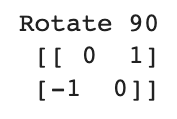 Rotate 90
[[ 0  1]
[-1  0]]